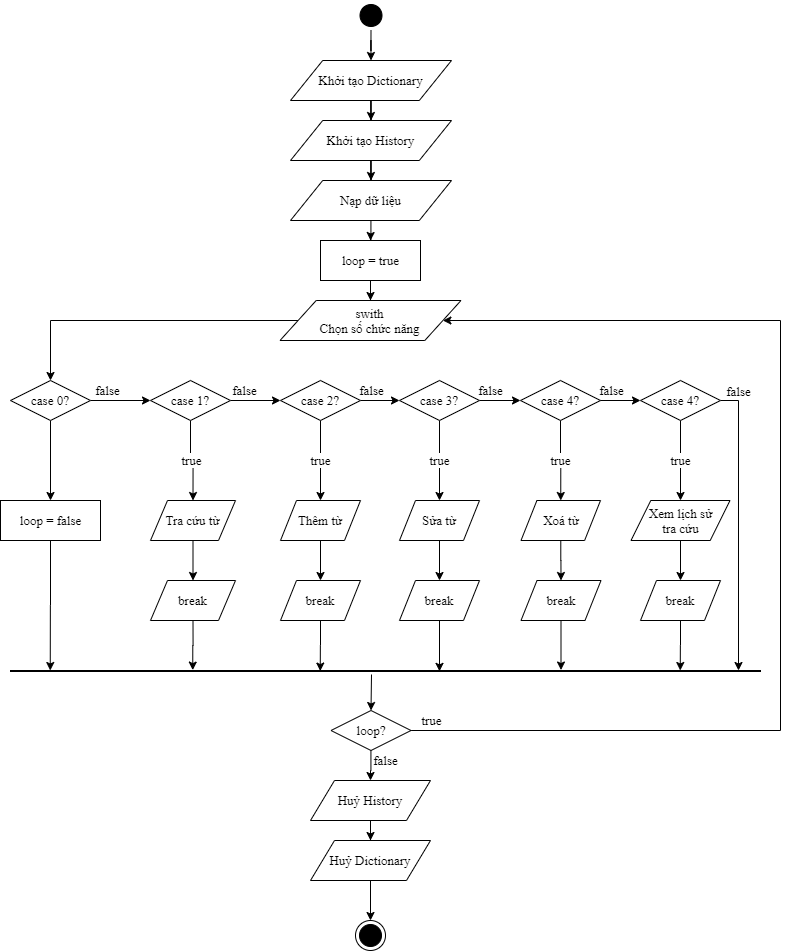 Khởi tạo Dictionary
Khởi tạo History
Nạp dữ liệu
loop = true
swith
Chọn số chức năng
case 0?
false
case 1?
false
case 2?
false
case 3?
false
case 4?
false
case 4?
false
true
true
true
true
true
loop = false
Tra cứu từ
Thêm từ
Sửa từ
Xoá từ
Xem lịch sử
tra cứu
break
break
break
break
break
loop?
true
false
Huỷ History
Huỷ Dictionary